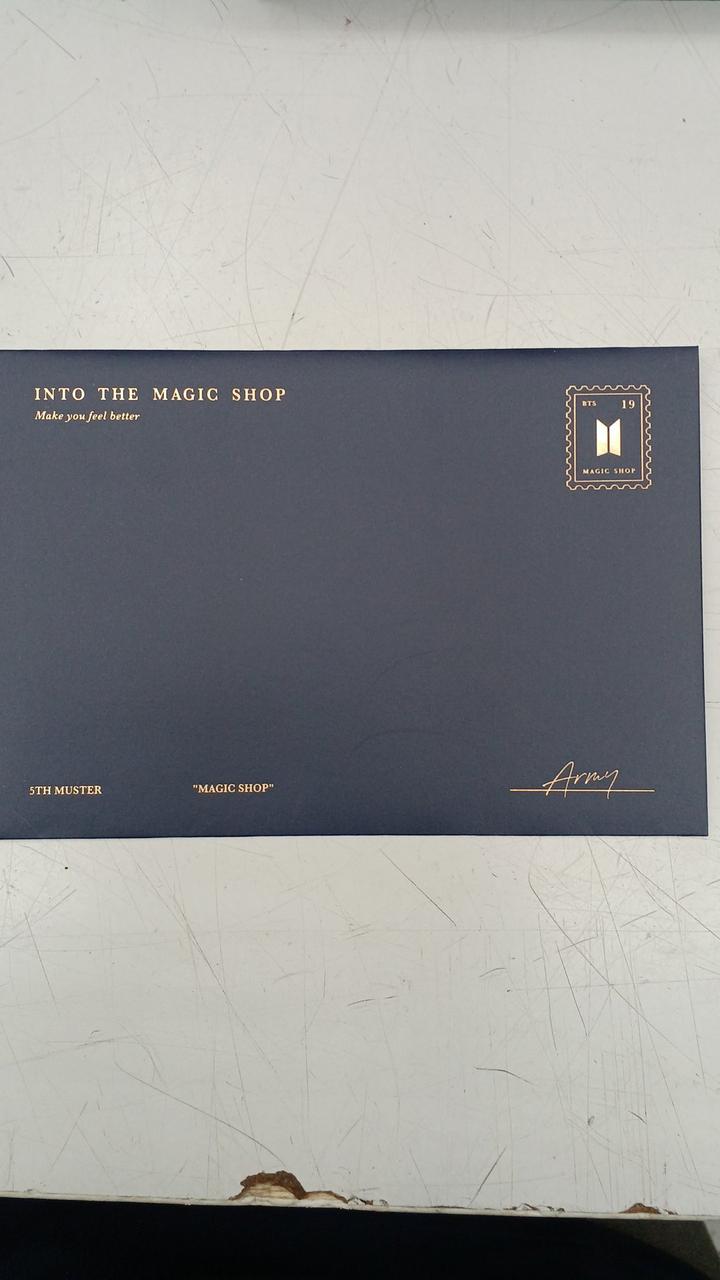 INTO THE MAGIC SHOP
Make you feel better
BTS 19
MAGIC SHOP
5TH MUSTER "MAGIC SHOP"
Army